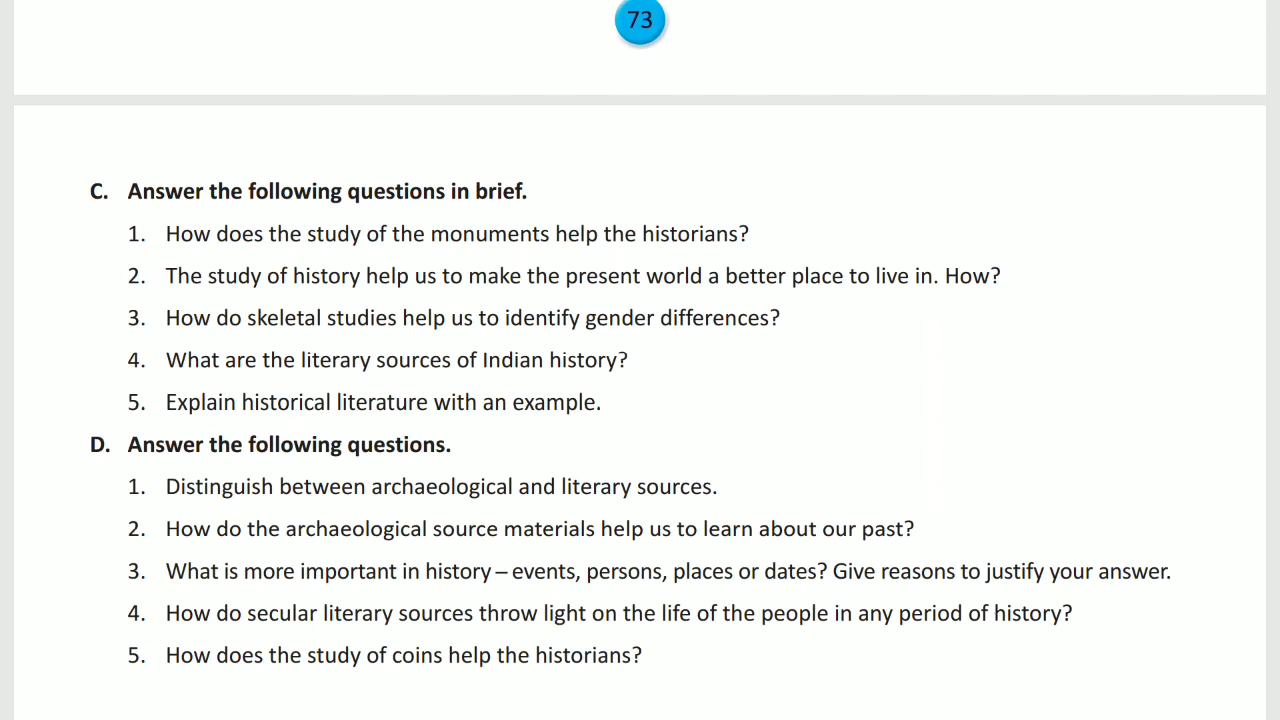 73
C. Answer the following questions in brief.
1. How does the study of the monuments help the historians?
2. The study of history help us to make the present world a better place to live in. How?
3. How do skeletal studies help us to identify gender differences?
4. What are the literary sources of Indian history?
5. Explain historical literature with an example.
D. Answer the following questions.
1. Distinguish between archaeological and literary sources.
2. How do the archaeological source materials help us to learn about our past?
3. What is more important in history – events, persons, places or dates? Give reasons to justify your answer.
4. How do secular literary sources throw light on the life of the people in any period of history?
5. How does the study of coins help the historians?